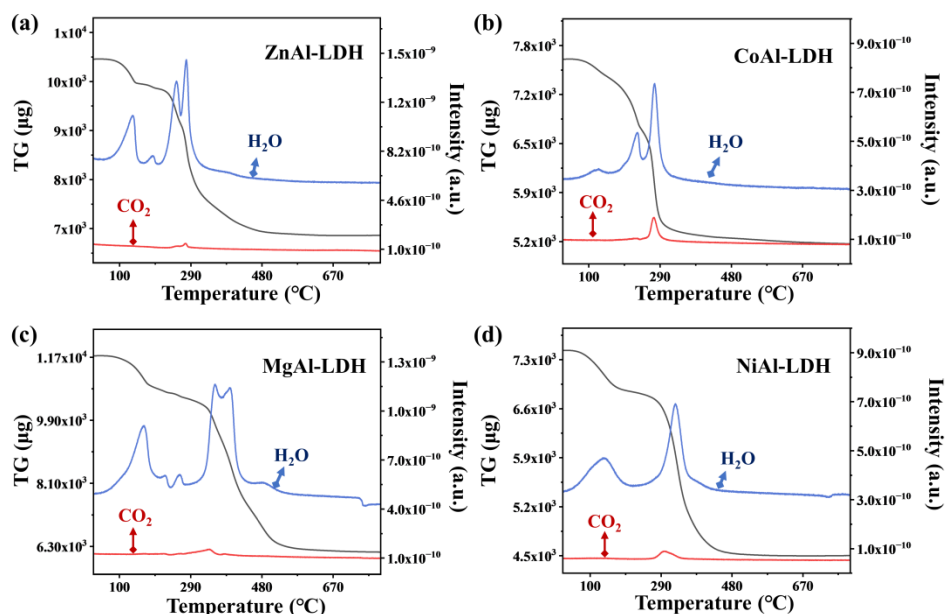 (a)
ZnAl-LDH
TG (μg)
1x10⁴
10x10³
9x10³
8x10³
7x10³
1.5x10⁻⁹
1.2x10⁻⁹
8.2x10⁻¹⁰
4.6x10⁻¹⁰
1.0x10⁻¹⁰
Intensity (a.u.)
H₂O
CO₂
100 290 480 670
Temperature (°C)
(b)
CoAl-LDH
TG (μg)
7.8x10³
7.2x10³
6.5x10³
5.9x10³
5.2x10³
9.0x10⁻¹⁰
7.0x10⁻¹⁰
5.0x10⁻¹⁰
3.0x10⁻¹⁰
1.0x10⁻¹⁰
Intensity (a.u.)
H₂O
CO₂
100 290 480 670
Temperature (°C)
(c)
MgAl-LDH
TG (μg)
1.17x10⁴
9.90x10³
8.10x10³
6.30x10³
1.3x10⁻⁹
1.0x10⁻⁹
7.0x10⁻¹⁰
4.0x10⁻¹⁰
1.0x10⁻¹⁰
Intensity (a.u.)
H₂O
CO₂
100 290 480 670
Temperature (°C)
(d)
NiAl-LDH
TG (μg)
7.3x10³
6.6x10³
5.9x10³
5.2x10³
4.5x10³
9.0x10⁻¹⁰
7.0x10⁻¹⁰
5.0x10⁻¹⁰
3.0x10⁻¹⁰
1.0x10⁻¹⁰
Intensity (a.u.)
H₂O
CO₂
100 290 480 670
Temperature (°C)